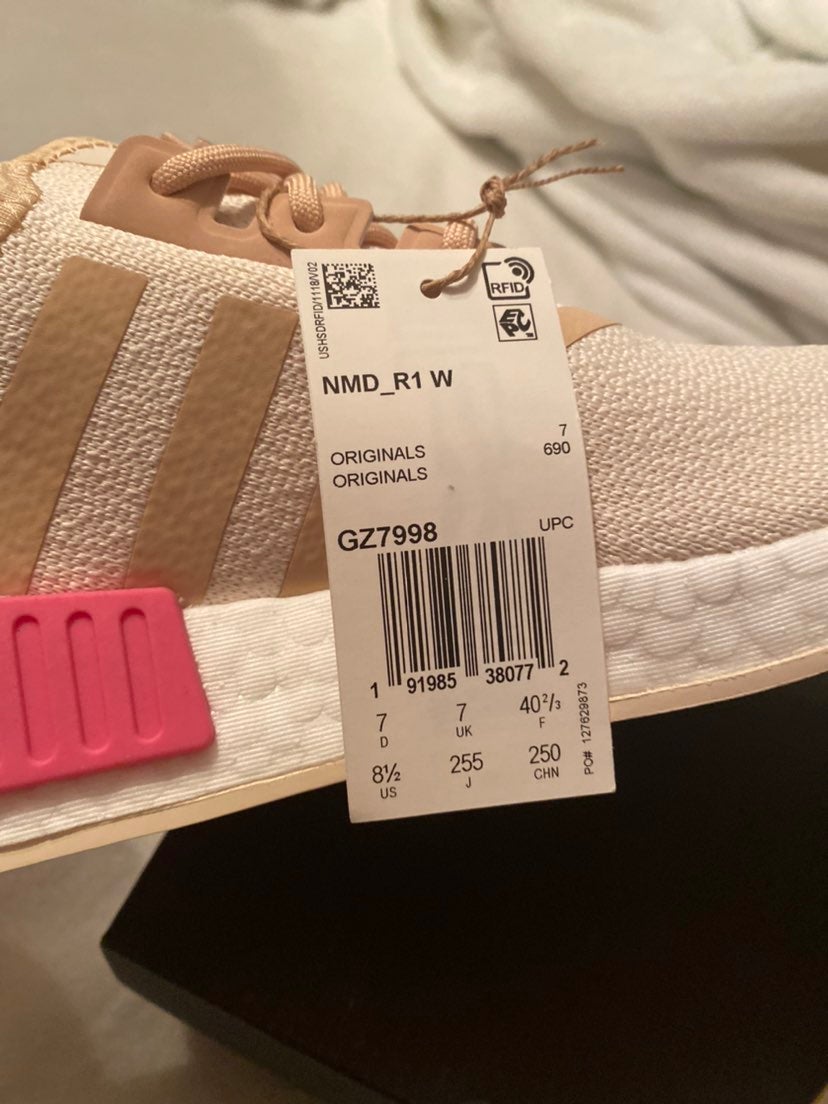 USHSDRFID/1118/V02
RFID
EPC
NMD_R1 W
7
ORIGINALS 690
ORIGINALS
GZ7998 UPC
1 91985 38077 2
7 7 40²/₃
D UK F
8½ 255 250
US J CHN
PO# 127629873